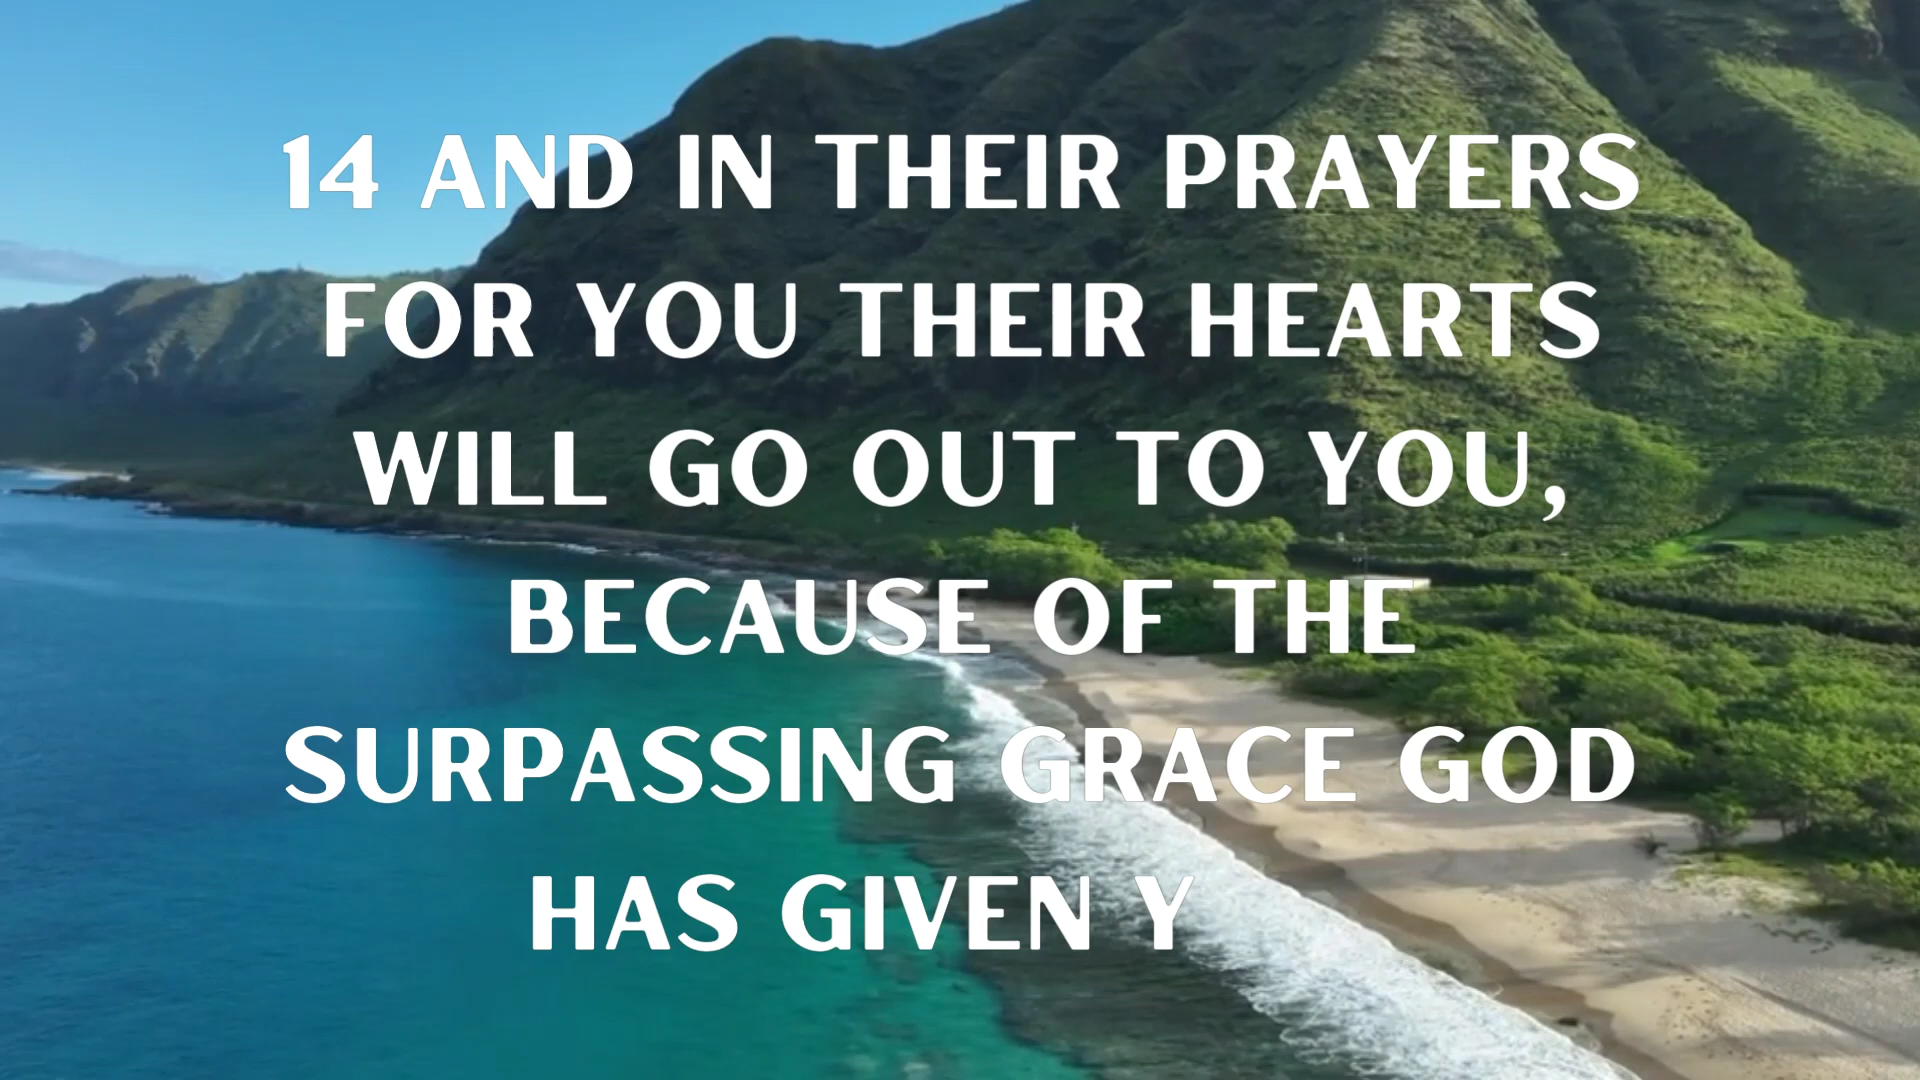 14 AND IN THEIR PRAYERS
FOR YOU THEIR HEARTS
WILL GO OUT TO YOU,
BECAUSE OF THE
SURPASSING GRACE GOD
HAS GIVEN Y